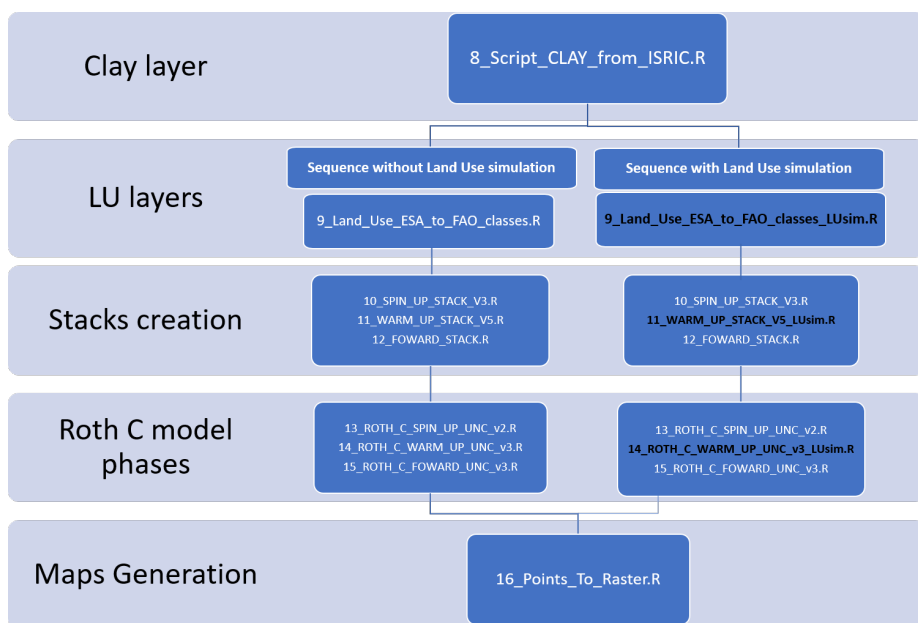 Clay layer
8_Script_CLAY_from_ISRIC.R
LU layers
Sequence without Land Use simulation
9_Land_Use_ESA_to_FAO_classes.R
Sequence with Land Use simulation
9_Land_Use_ESA_to_FAO_classes_LUsim.R
Stacks creation
10_SPIN_UP_STACK_V3.R
11_WARM_UP_STACK_V5.R
12_FOWARD_STACK.R
10_SPIN_UP_STACK_V3.R
11_WARM_UP_STACK_V5_LUsim.R
12_FOWARD_STACK.R
Roth C model
phases
13_ROTH_C_SPIN_UP_UNC_v2.R
14_ROTH_C_WARM_UP_UNC_v3.R
15_ROTH_C_FOWARD_UNC_v3.R
13_ROTH_C_SPIN_UP_UNC_v2.R
14_ROTH_C_WARM_UP_UNC_v3_LUsim.R
15_ROTH_C_FOWARD_UNC_v3.R
Maps Generation
16_Points_To_Raster.R